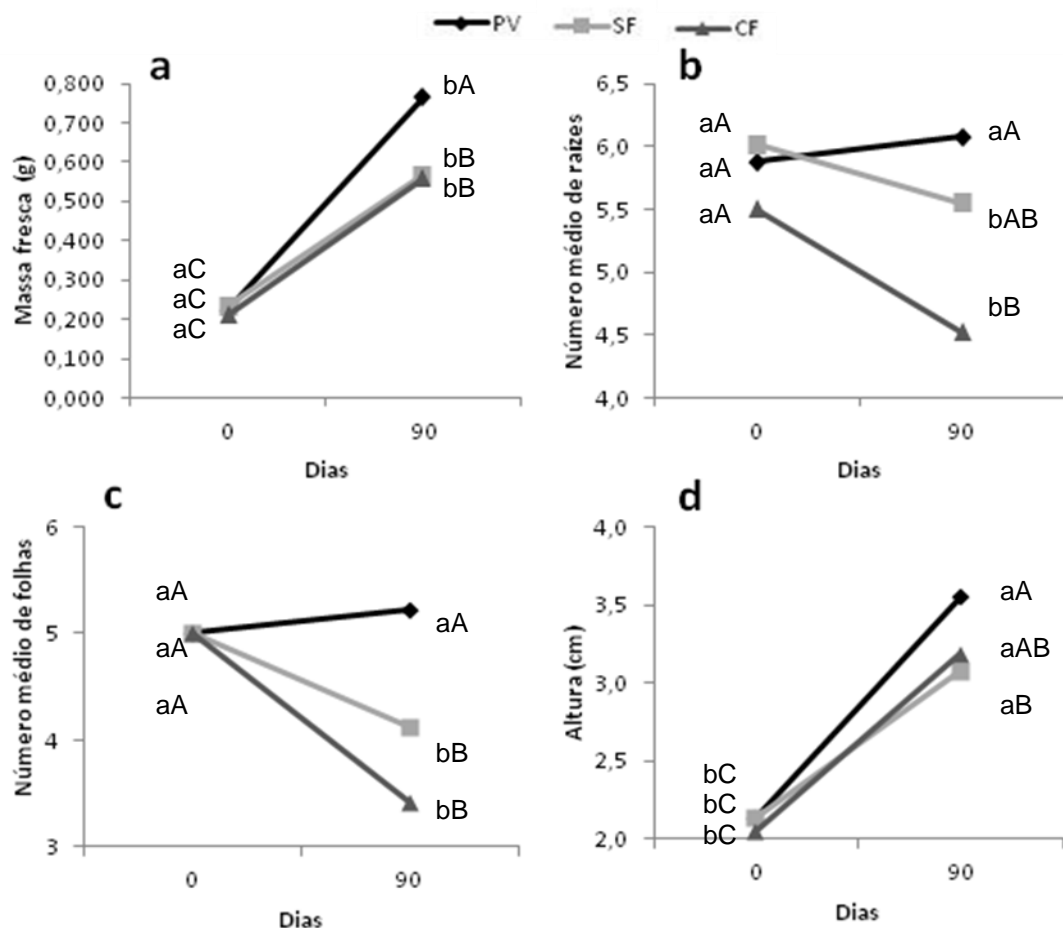 PV SF CF
a
Massa fresca (g)
0,800
0,700
0,600
0,500
0,400
0,300
0,200
0,100
0,000
bA
bB
bB
aC
aC
aC
0 90
Dias
b
Número médio de raízes
6,5
6,0
5,5
5,0
4,5
4,0
aA
aA
aA
aA
bAB
bB
0 90
Dias
c
Número médio de folhas
6
5
4
3
aA
aA
aA
aA
bB
bB
0 90
Dias
d
Altura (cm)
4,0
3,5
3,0
2,5
2,0
aA
aAB
aB
bC
bC
bC
0 90
Dias